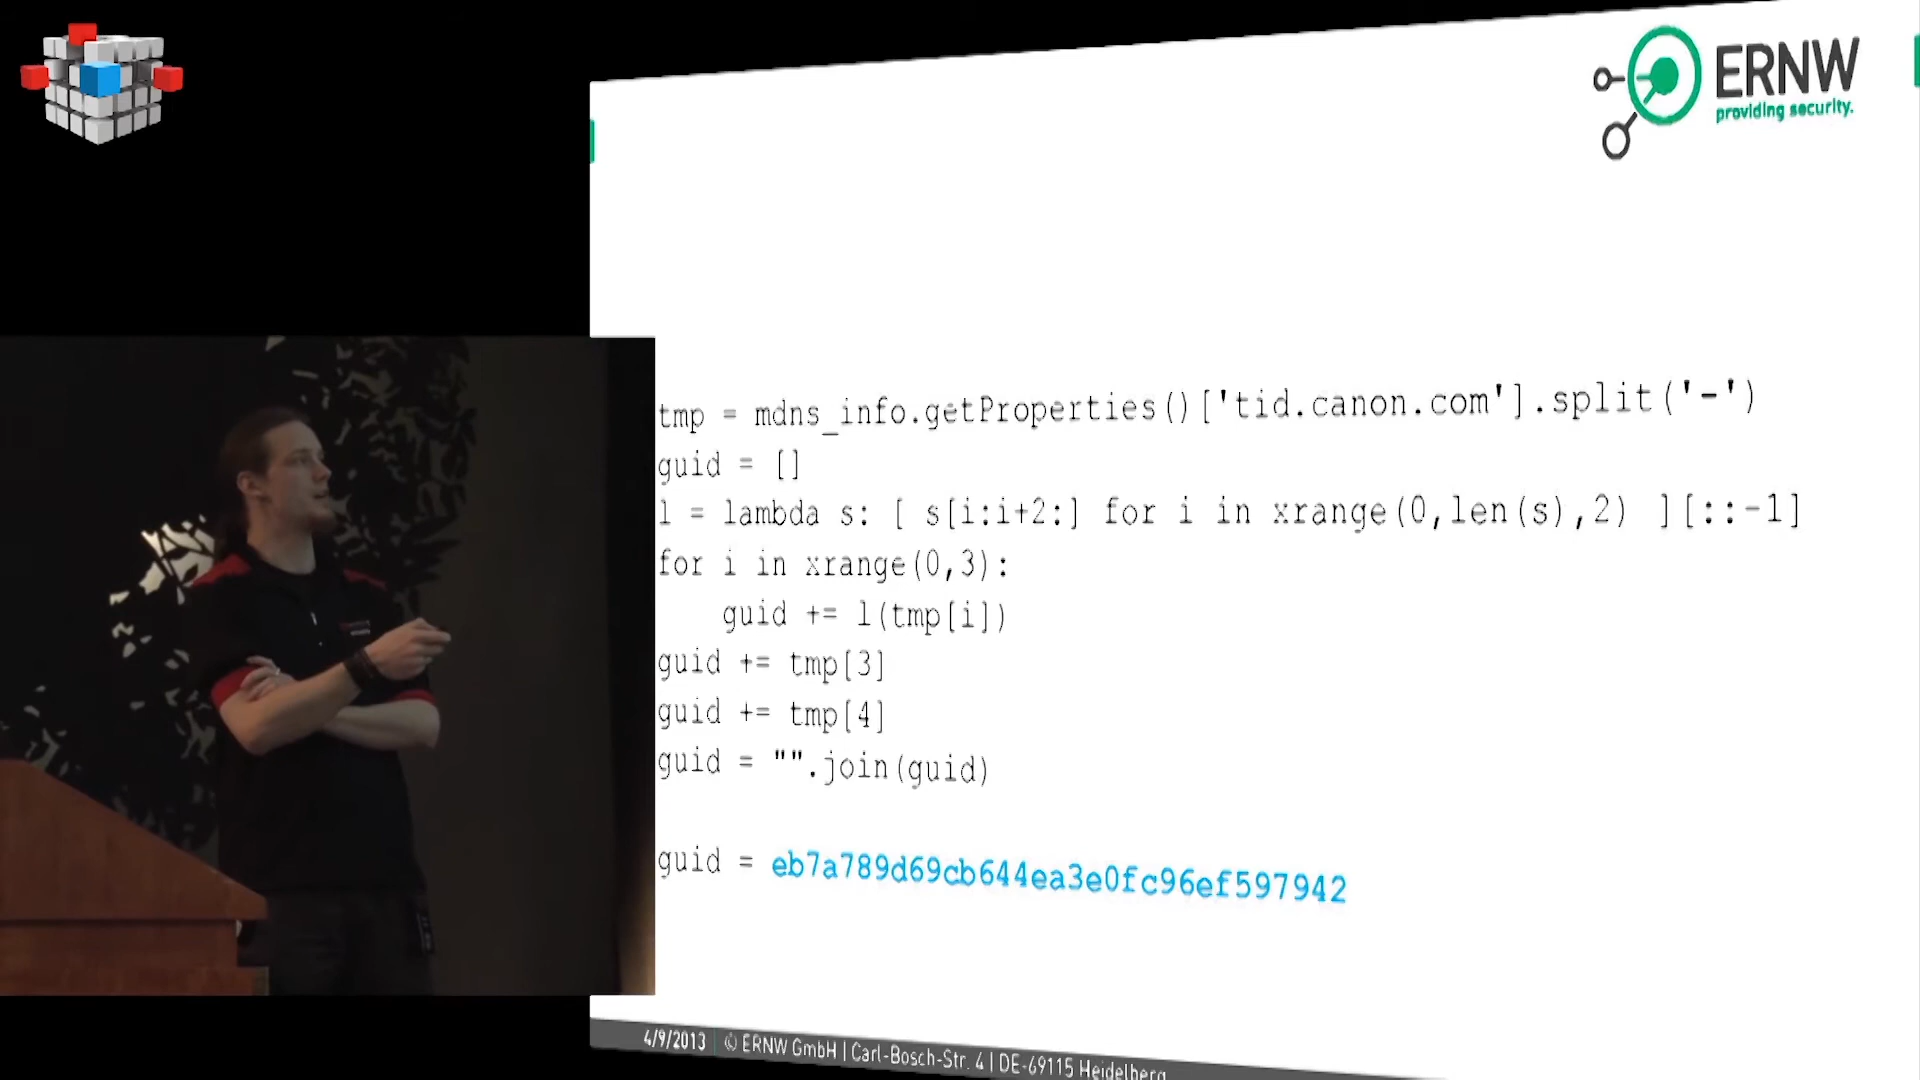 ERNW
providing security.
tmp = mdns_info.getProperties()['tid.canon.com'].split('-')
guid = []
l = lambda s: [ s[i:i+2:] for i in xrange(0,len(s),2) ][::-1]
for i in xrange(0,3):
    guid += l(tmp[i])
guid += tmp[3]
guid += tmp[4]
guid = "".join(guid)
guid = eb7a789d69cb644ea3e0fc96ef597942
4/9/2013 © ERNW GmbH | Carl-Bosch-Str. 4 | DE-69115 Heidelberg